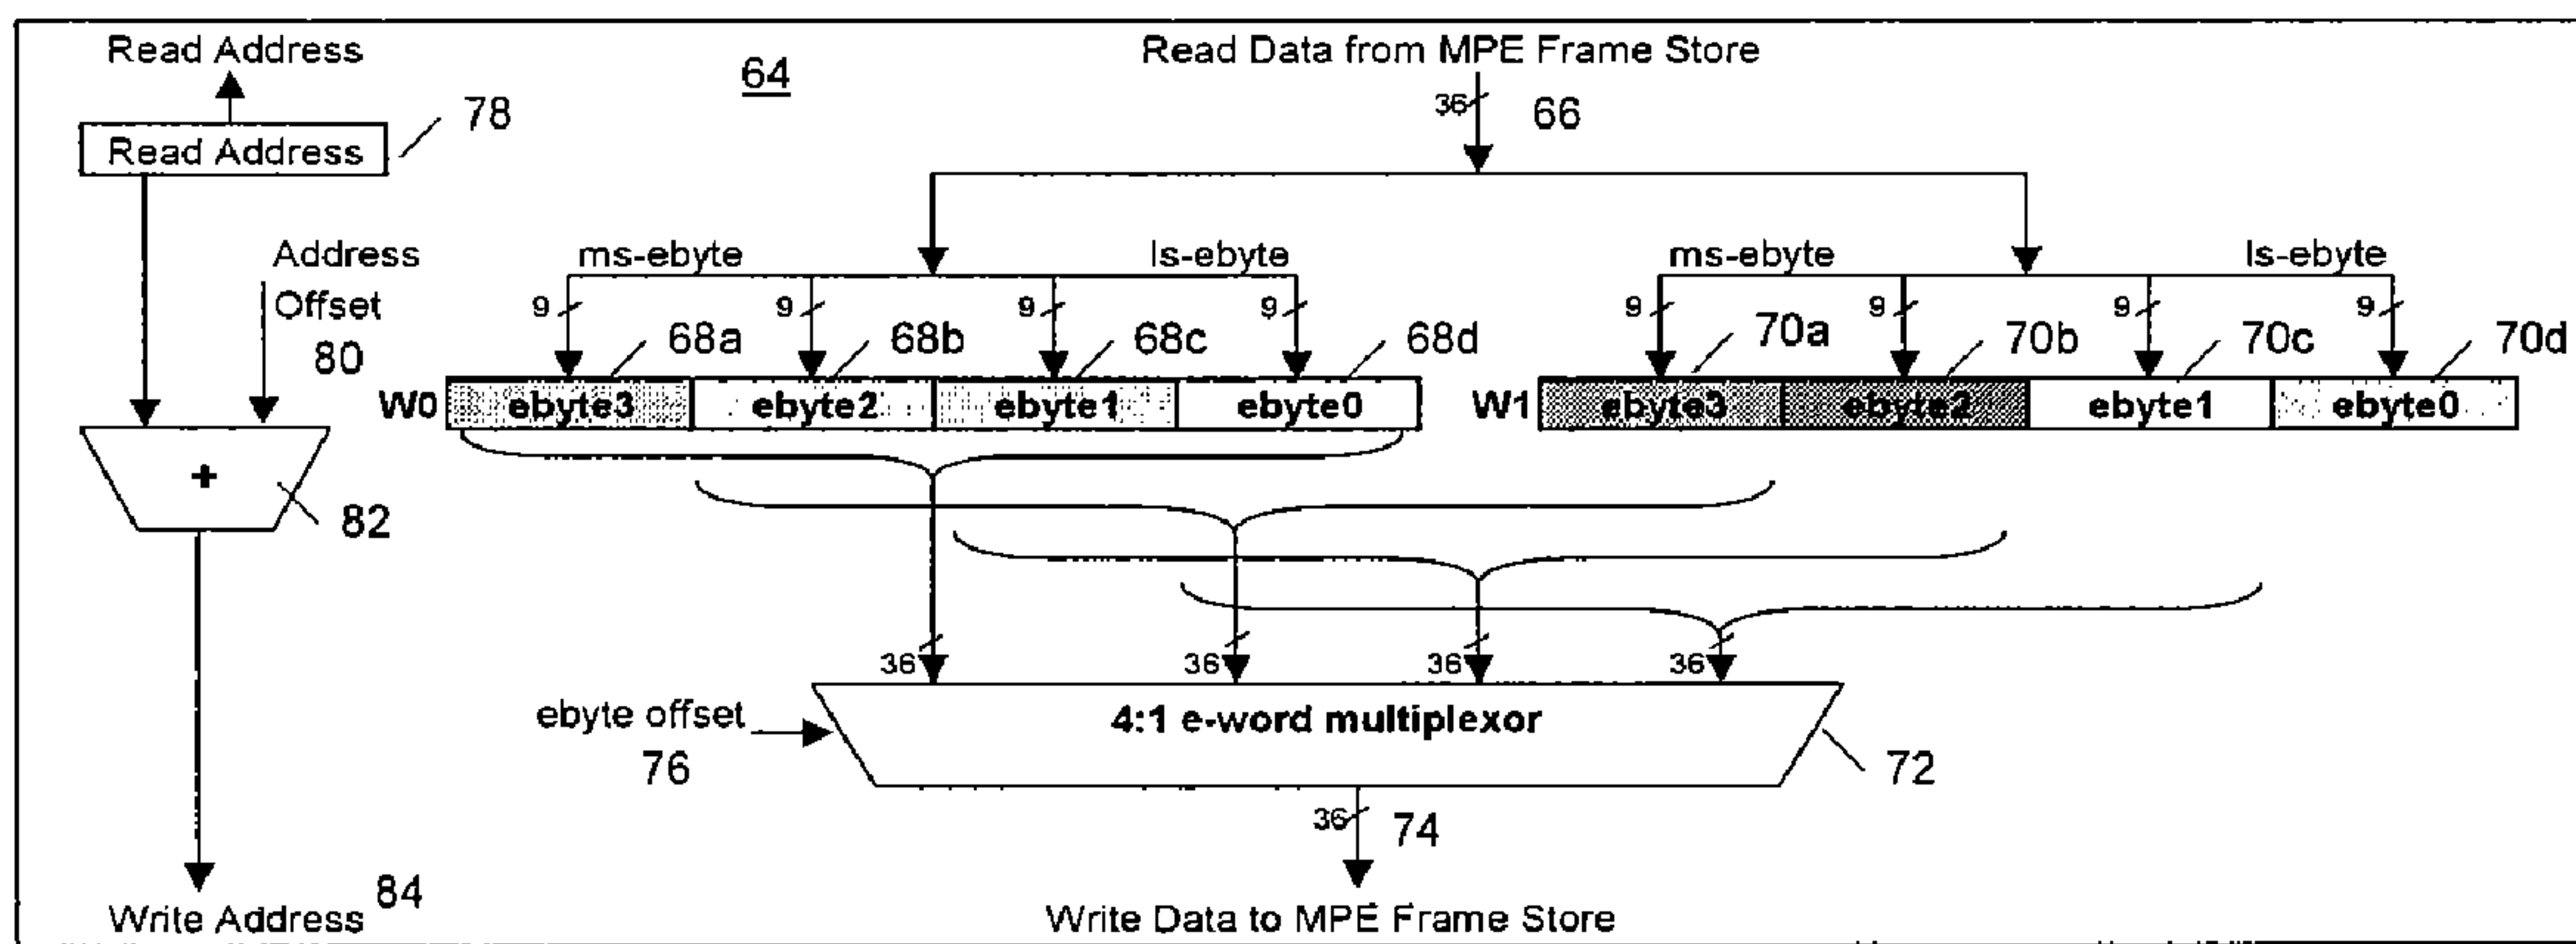 Read Address
64
Read Data from MPE Frame Store
36
66
78
Read Address
Address
Offset
80
ms-ebyte
ls-ebyte
ms-ebyte
ls-ebyte
9
9
9
9
9
9
9
9
68a
68b
68c
68d
70a
70b
70c
70d
W0
ebyte3
ebyte2
ebyte1
ebyte0
W1
ebyte3
ebyte2
ebyte1
ebyte0
+
82
36
36
36
36
ebyte offset
76
4:1 e-word multiplexor
72
36
74
Write Address
84
Write Data to MPE Frame Store